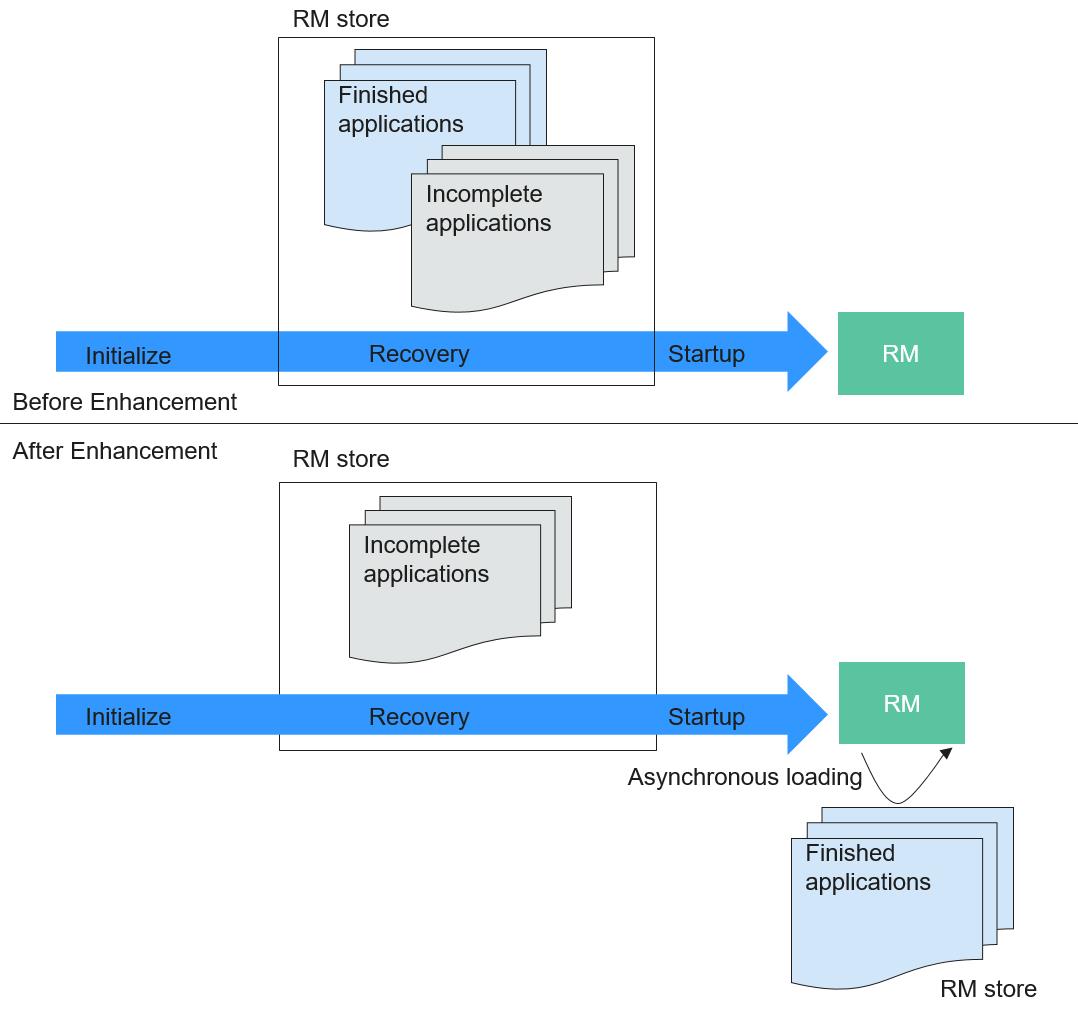 RM store
Finished
applications
Incomplete
applications
Initialize
Recovery
Startup
RM
Before Enhancement
After Enhancement
RM store
Incomplete
applications
Initialize
Recovery
Startup
RM
Asynchronous loading
Finished
applications
RM store